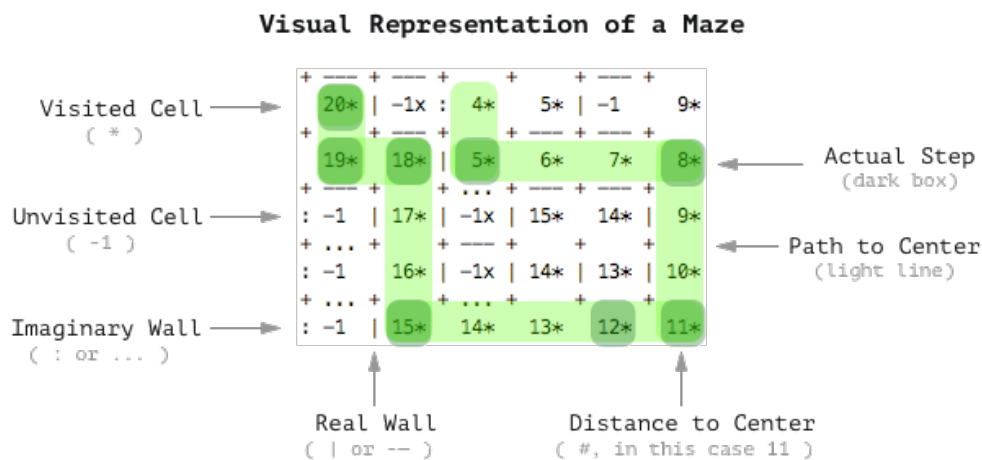 Visual Representation of a Maze
+ --- + --- + + + --- +
Visited Cell
( * )
20* | -1x : 4* 5* | -1 9*
+ + --- + + --- + --- +
19* 18* | 5* 6* 7* 8*
Actual Step
(dark box)
+ --- + + ... + --- + --- +
Unvisited Cell
( -1 )
: -1 | 17* | -1x | 15* 14* | 9*
+ ... + + --- + + +
Path to Center
(light line)
: -1 16* | -1x | 14* | 13* | 10*
+ ... + + ... + + +
Imaginary Wall
( : or ... )
: -1 | 15* 14* 13* 12* 11*
Real Wall
( | or -- )
Distance to Center
( #, in this case 11 )